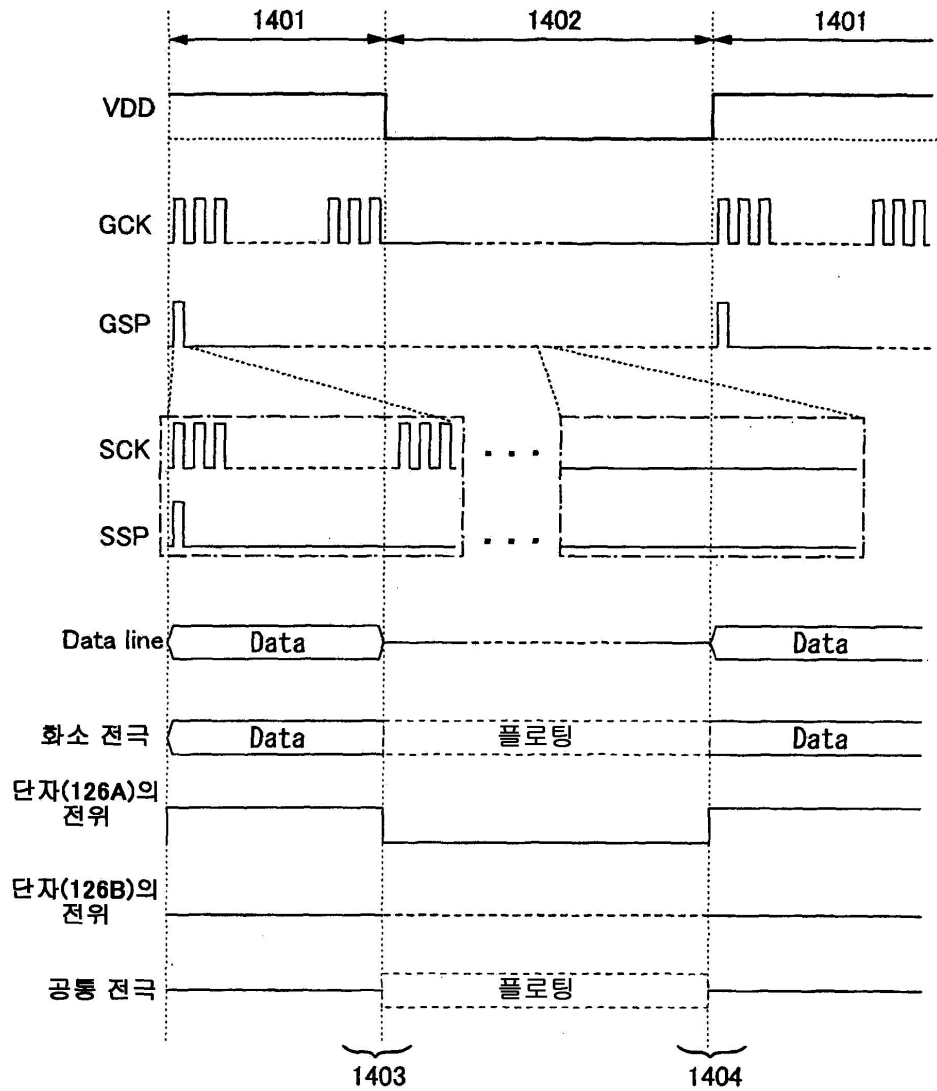 1401 1402 1401
VDD
GCK
GSP
SCK
SSP
Data line Data Data
화소 전극 Data 플로팅 Data
단자(126A)의
전위
단자(126B)의
전위
공통 전극 플로팅
1403 1404